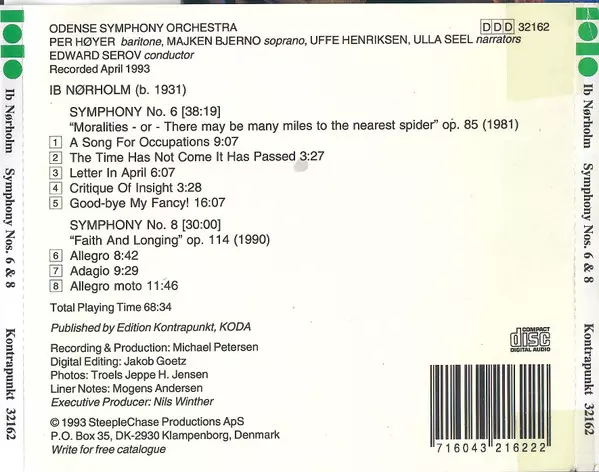 ODENSE SYMPHONY ORCHESTRA
DDD 32162
PER HØYER baritone, MAJKEN BJERNO soprano, UFFE HENRIKSEN, ULLA SEEL narrators
EDWARD SEROV conductor
Recorded April 1993
IB NØRHOLM (b. 1931)
SYMPHONY No. 6 [38:19]
"Moralities - or - There may be many miles to the nearest spider" op. 85 (1981)
1 A Song For Occupations 9:07
2 The Time Has Not Come It Has Passed 3:27
3 Letter In April 6:07
4 Critique Of Insight 3:28
5 Good-bye My Fancy! 16:07
SYMPHONY No. 8 [30:00]
"Faith And Longing" op. 114 (1990)
6 Allegro 8:42
7 Adagio 9:29
8 Allegro moto 11:46
Total Playing Time 68:34
Published by Edition Kontrapunkt, KODA
Recording & Production: Michael Petersen
Digital Editing: Jakob Goetz
Photos: Troels Jeppe H. Jensen
Liner Notes: Mogens Andersen
Executive Producer: Nils Winther
© 1993 SteepleChase Productions ApS
P.O. Box 35, DK-2930 Klampenborg, Denmark
Write for free catalogue
COMPACT
disc
DIGITAL AUDIO
716043 216222
Ib Nørholm Symphony Nos. 6 & 8 Kontrapunkt 32162
Ib Nørholm Symphony Nos. 6 & 8 Kontrapunkt 32162